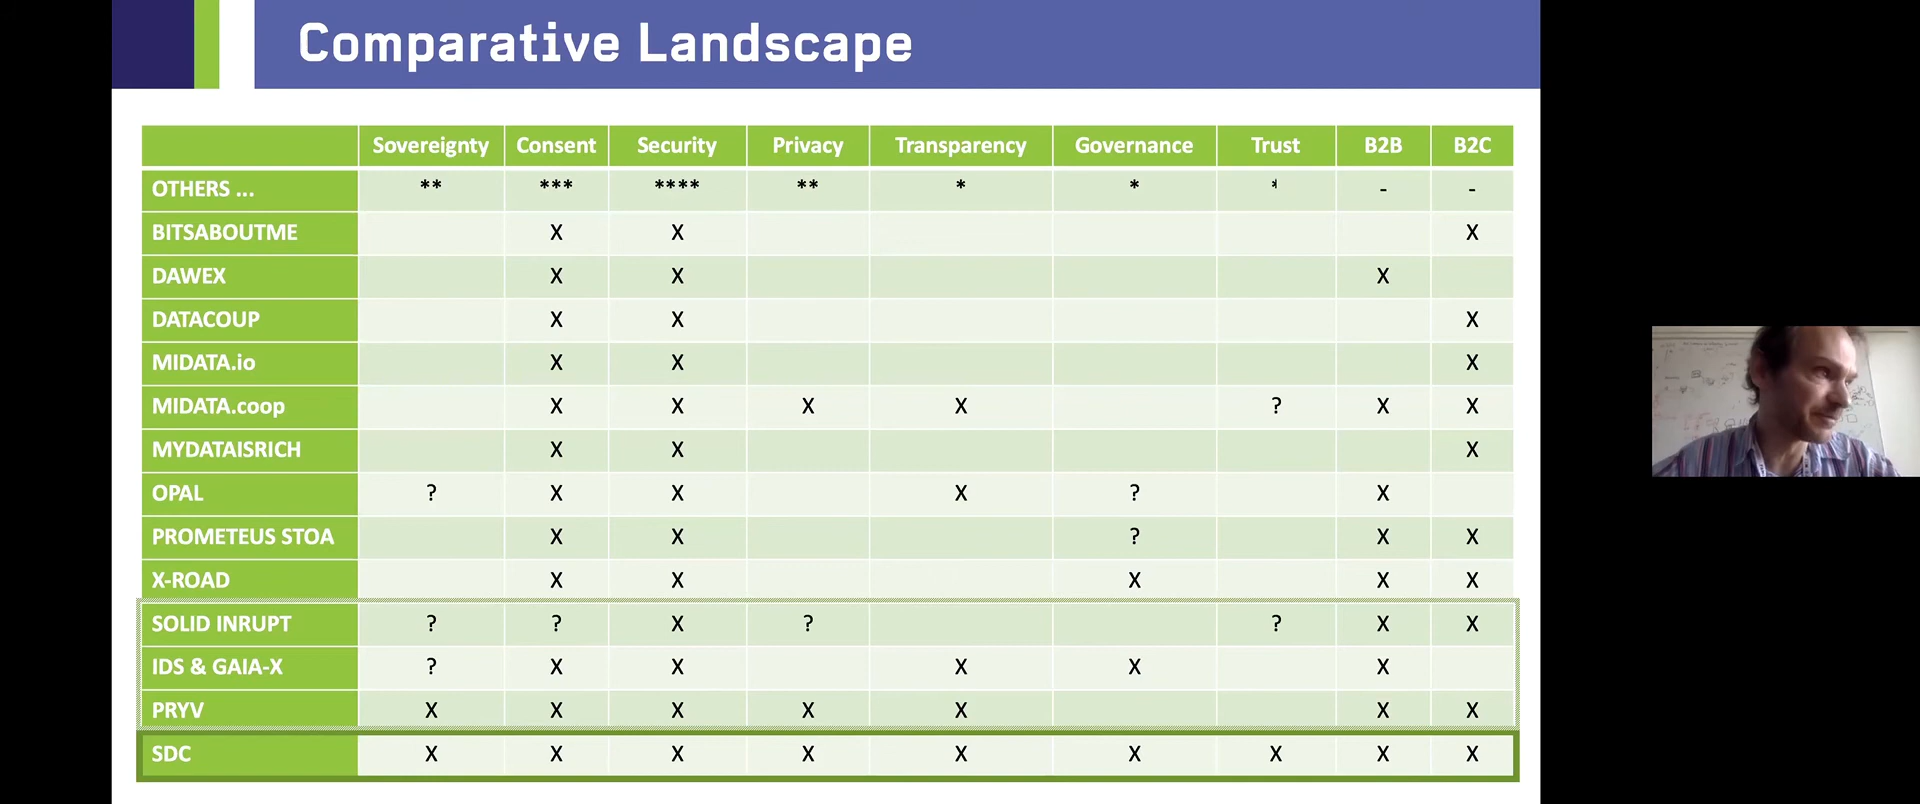 Comparative Landscape
Sovereignty Consent Security Privacy Transparency Governance Trust B2B B2C
OTHERS ... ** *** **** ** * * * - -
BITSABOUTME X X X
DAWEX X X X
DATACOUP X X X
MIDATA.io X X X
MIDATA.coop X X X X ? X X
MYDATAISRICH X X X
OPAL ? X X X ? X
PROMETEUS STOA X X ? X X
X-ROAD X X X X X
SOLID INRUPT ? ? X ? ? X X
IDS & GAIA-X ? X X X X X
PRYV X X X X X X X
SDC X X X X X X X X X